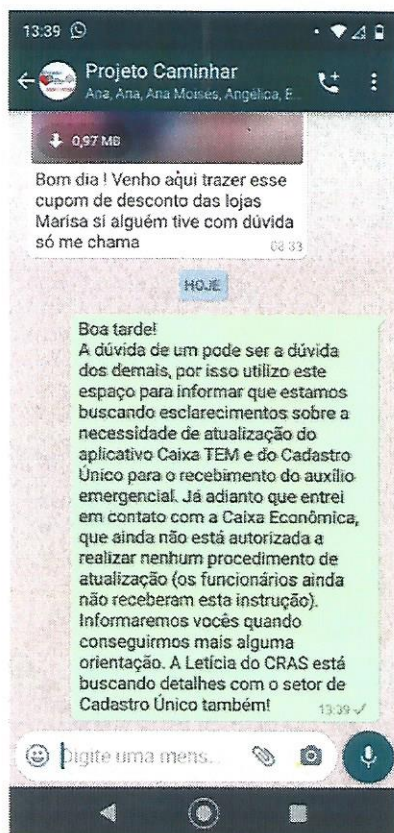 13:39
Projeto Caminhar
Ana, Ana, Ana Moises, Angélica, E...
0,97 MB
Bom dia ! Venho aqui trazer esse
cupom de desconto das lojas
Marisa si alguém tive com dúvida
só me chama
08:33
HOJE
Boa tarde!
A dúvida de um pode ser a dúvida
dos demais, por isso utilizo este
espaço para informar que estamos
buscando esclarecimentos sobre a
necessidade de atualização do
aplicativo Caixa TEM e do Cadastro
Único para o recebimento do auxílio
emergencial. Já adianto que entrei
em contato com a Caixa Econômica,
que ainda não está autorizada a
realizar nenhum procedimento de
atualização (os funcionários ainda
não receberam esta instrução).
Informaremos vocês quando
conseguirmos mais alguma
orientação. A Letícia do CRAS está
buscando detalhes com o setor de
Cadastro Único também!
13:39
Digite uma mens...